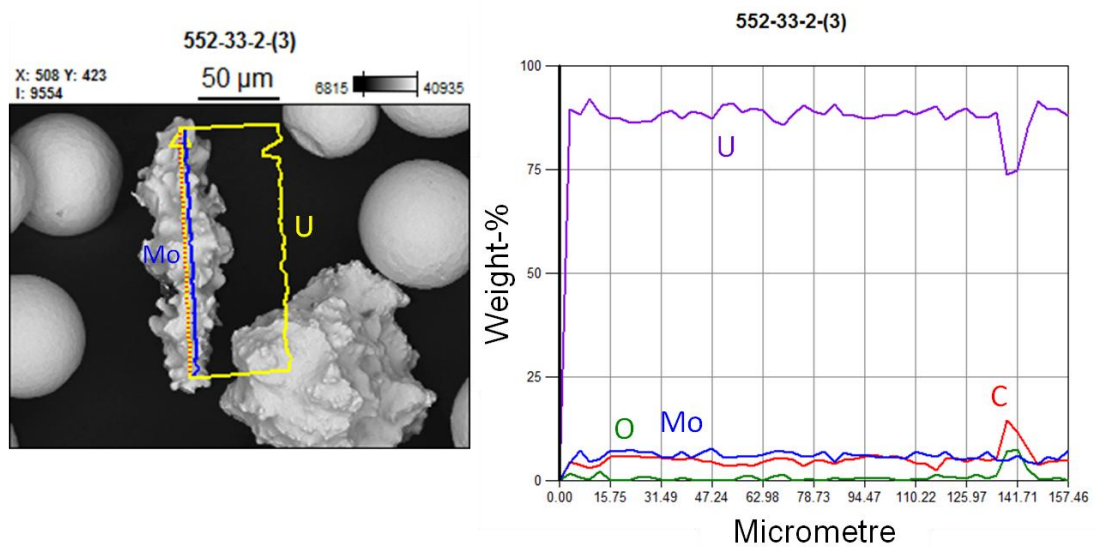 552-33-2-(3)
X: 508 Y: 423
I: 9554
50 µm
6815
40935
U
Mo
552-33-2-(3)
Weight-%
100
75
50
25
0
U
C
O
Mo
0.00 15.75 31.49 47.24 62.98 78.73 94.47 110.22 125.97 141.71 157.46
Micrometre